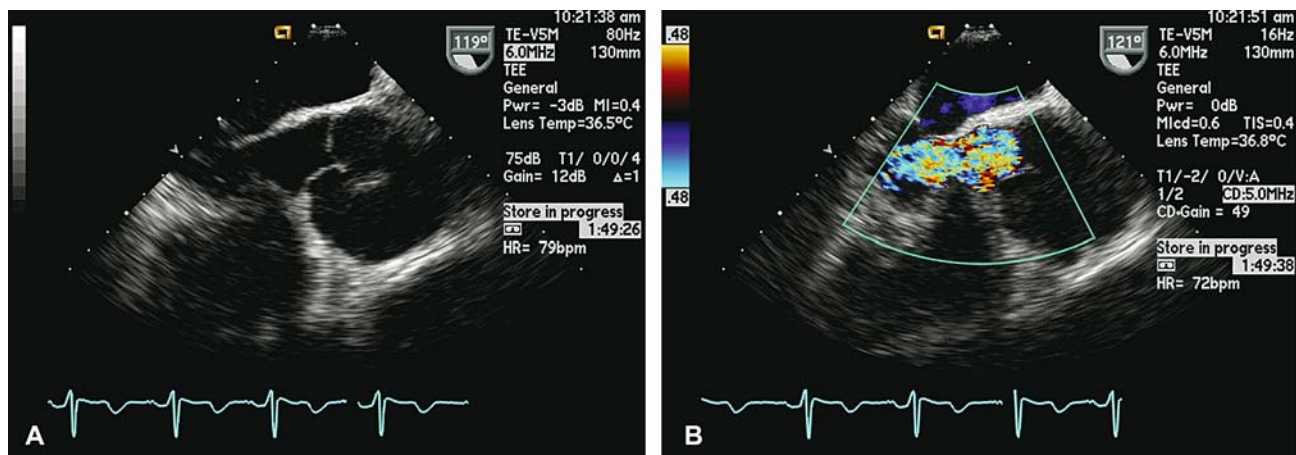 10:21:38 am
119°
TE-V5M 80Hz
6.0MHz 130mm
TEE
General
Pwr= -3dB MI=0.4
Lens Temp=36.5°C
75dB T1/ 0/0/4
Gain= 12dB Δ=1
Store in progress
1:49:26
HR= 79bpm
A
10:21:51 am
.48
.48
121°
TE-V5M 16Hz
6.0MHz 130mm
TEE
General
Pwr= 0dB
MIcd=0.6 TIS=0.4
Lens Temp=36.8°C
T1/-2/ 0/V:A
1/2 CD:5.0MHz
CD Gain = 49
Store in progress
1:49:38
HR= 72bpm
B